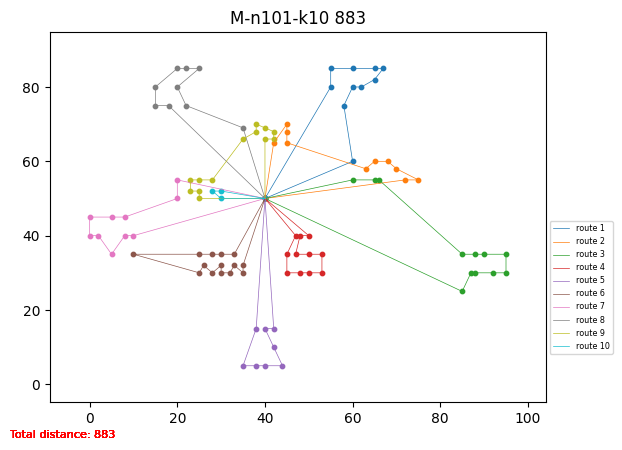 M-n101-k10 883
80
60
40
20
0
0
20
40
60
80
100
route 1
route 2
route 3
route 4
route 5
route 6
route 7
route 8
route 9
route 10
Total distance: 883